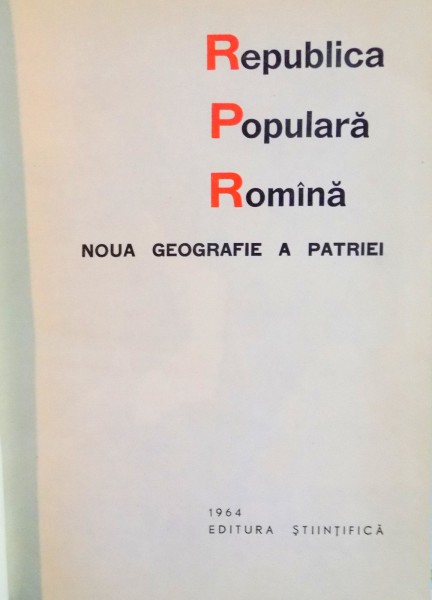 Republica
Populară
Romînă
NOUA GEOGRAFIE A PATRIEI
1964
EDITURA ŞTIINŢIFICĂ